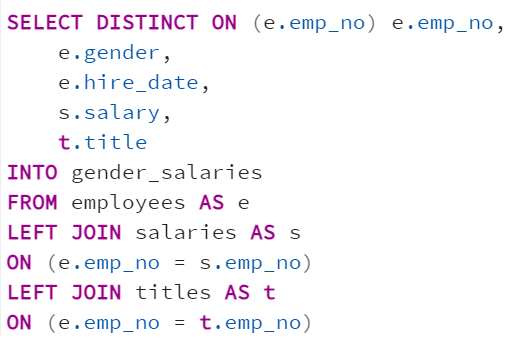 SELECT DISTINCT ON (e.emp_no) e.emp_no,
e.gender,
e.hire_date,
s.salary,
t.title
INTO gender_salaries
FROM employees AS e
LEFT JOIN salaries AS s
ON (e.emp_no = s.emp_no)
LEFT JOIN titles AS t
ON (e.emp_no = t.emp_no)